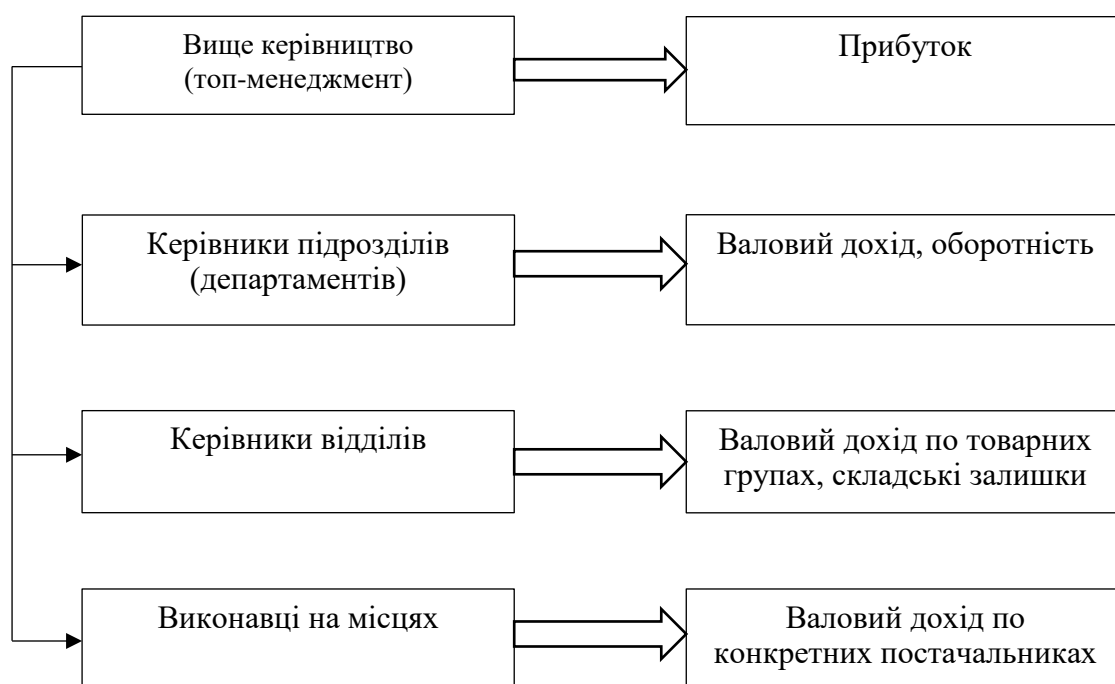 Вище керівництво
(топ-менеджмент)
Прибуток
Керівники підрозділів
(департаментів)
Валовий дохід, оборотність
Керівники відділів
Валовий дохід по товарних
групах, складські залишки
Виконавці на місцях
Валовий дохід по
конкретних постачальниках